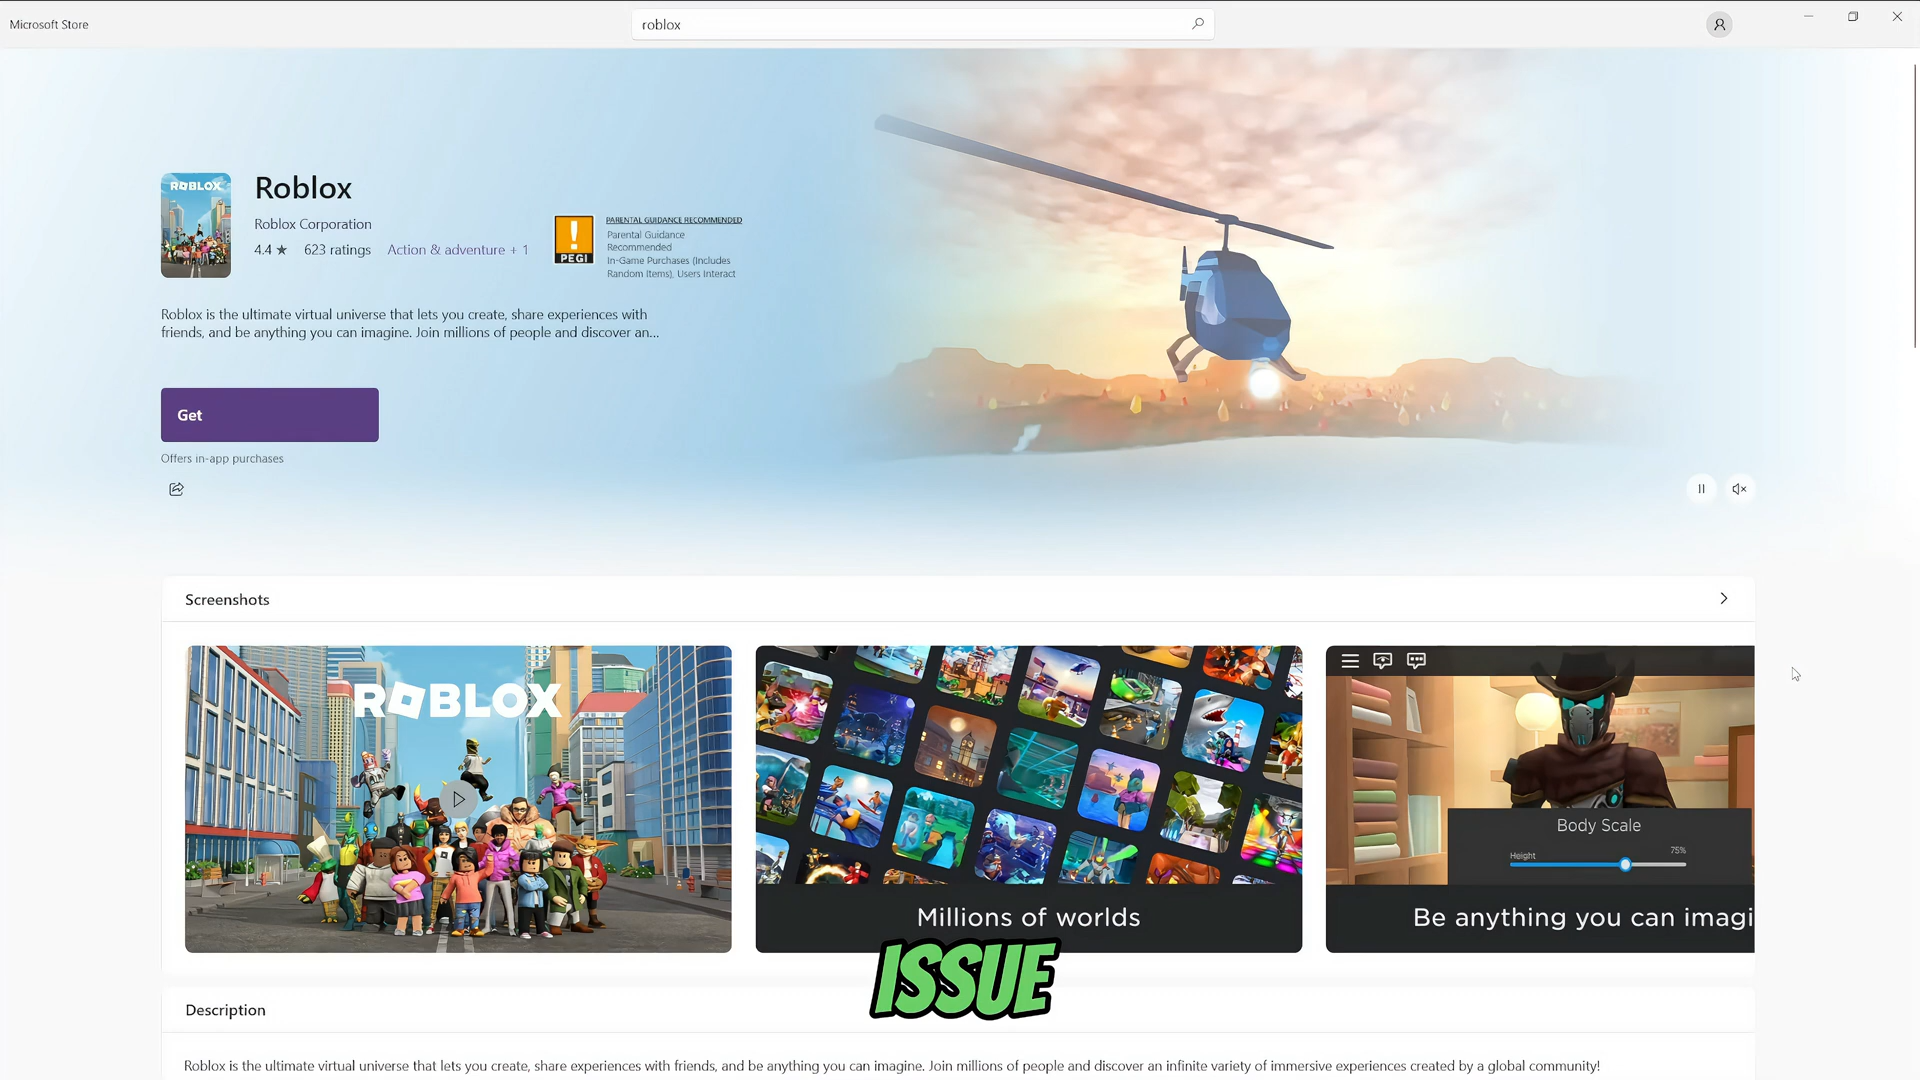 Microsoft Store
roblox
ROBLOX
Roblox
Roblox Corporation
4.4 ★ 623 ratings Action & adventure + 1
PEGI
PARENTAL GUIDANCE RECOMMENDED
Parental Guidance
Recommended
In-Game Purchases (Includes
Random Items), Users Interact
Roblox is the ultimate virtual universe that lets you create, share experiences with
friends, and be anything you can imagine. Join millions of people and discover an...
Get
Offers in-app purchases
Screenshots
ROBLOX
Millions of worlds
Body Scale
Height 75%
Be anything you can imagi
ISSUE
Description
Roblox is the ultimate virtual universe that lets you create, share experiences with friends, and be anything you can imagine. Join millions of people and discover an infinite variety of immersive experiences created by a global community!